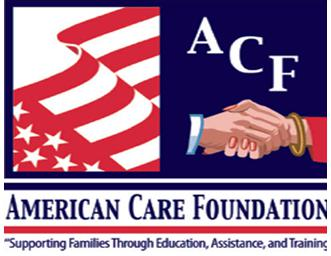 ACF
AMERICAN CARE FOUNDATION
"Supporting Families Through Education, Assistance, and Training